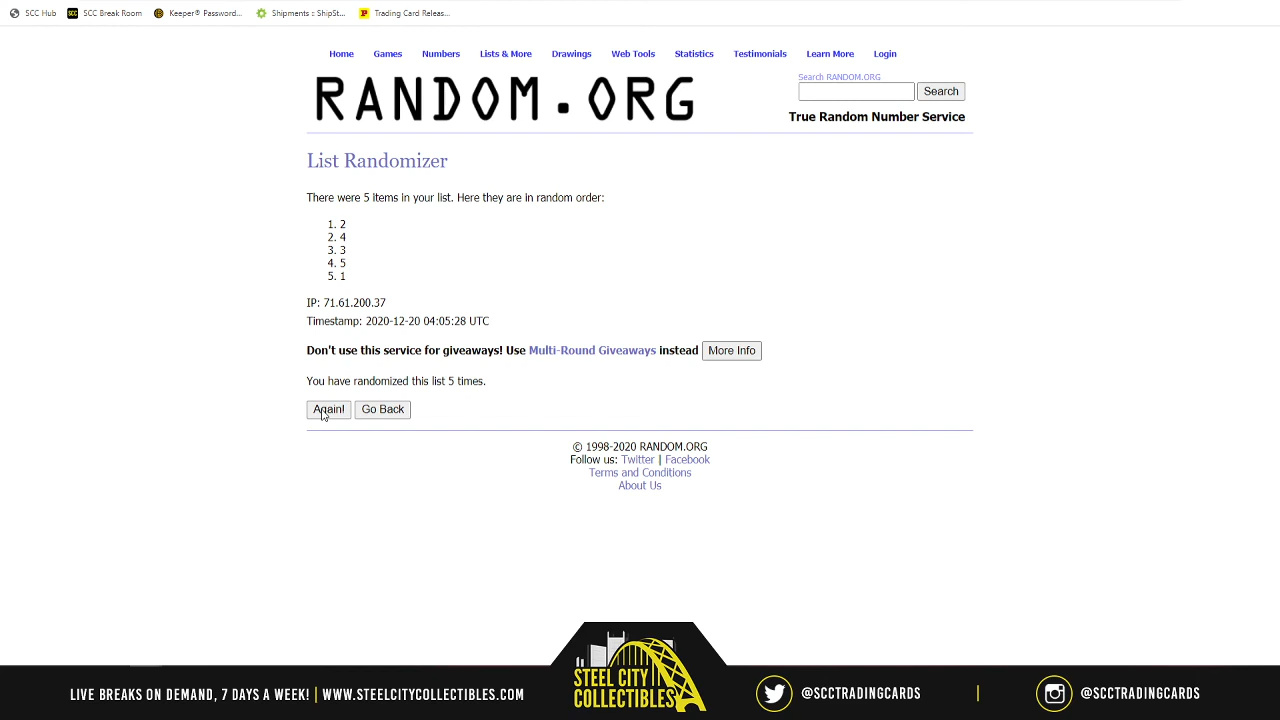 SCC Hub SCC Break Room Keeper® Password... Shipments :: ShipSt... Trading Card Releas...
Home Games Numbers Lists & More Drawings Web Tools Statistics Testimonials Learn More Login
RANDOM.ORG
Search RANDOM.ORG
Search
True Random Number Service
List Randomizer
There were 5 items in your list. Here they are in random order:
1. 2
2. 4
3. 3
4. 5
5. 1
IP: 71.61.200.37
Timestamp: 2020-12-20 04:05:28 UTC
Don't use this service for giveaways! Use Multi-Round Giveaways instead More Info
You have randomized this list 5 times.
Again! Go Back
© 1998-2020 RANDOM.ORG
Follow us: Twitter | Facebook
Terms and Conditions
About Us
LIVE BREAKS ON DEMAND, 7 DAYS A WEEK! | WWW.STEELCITYCOLLECTIBLES.COM
STEEL CITY
COLLECTIBLES
@SCCTRADINGCARDS | @SCCTRADINGCARDS